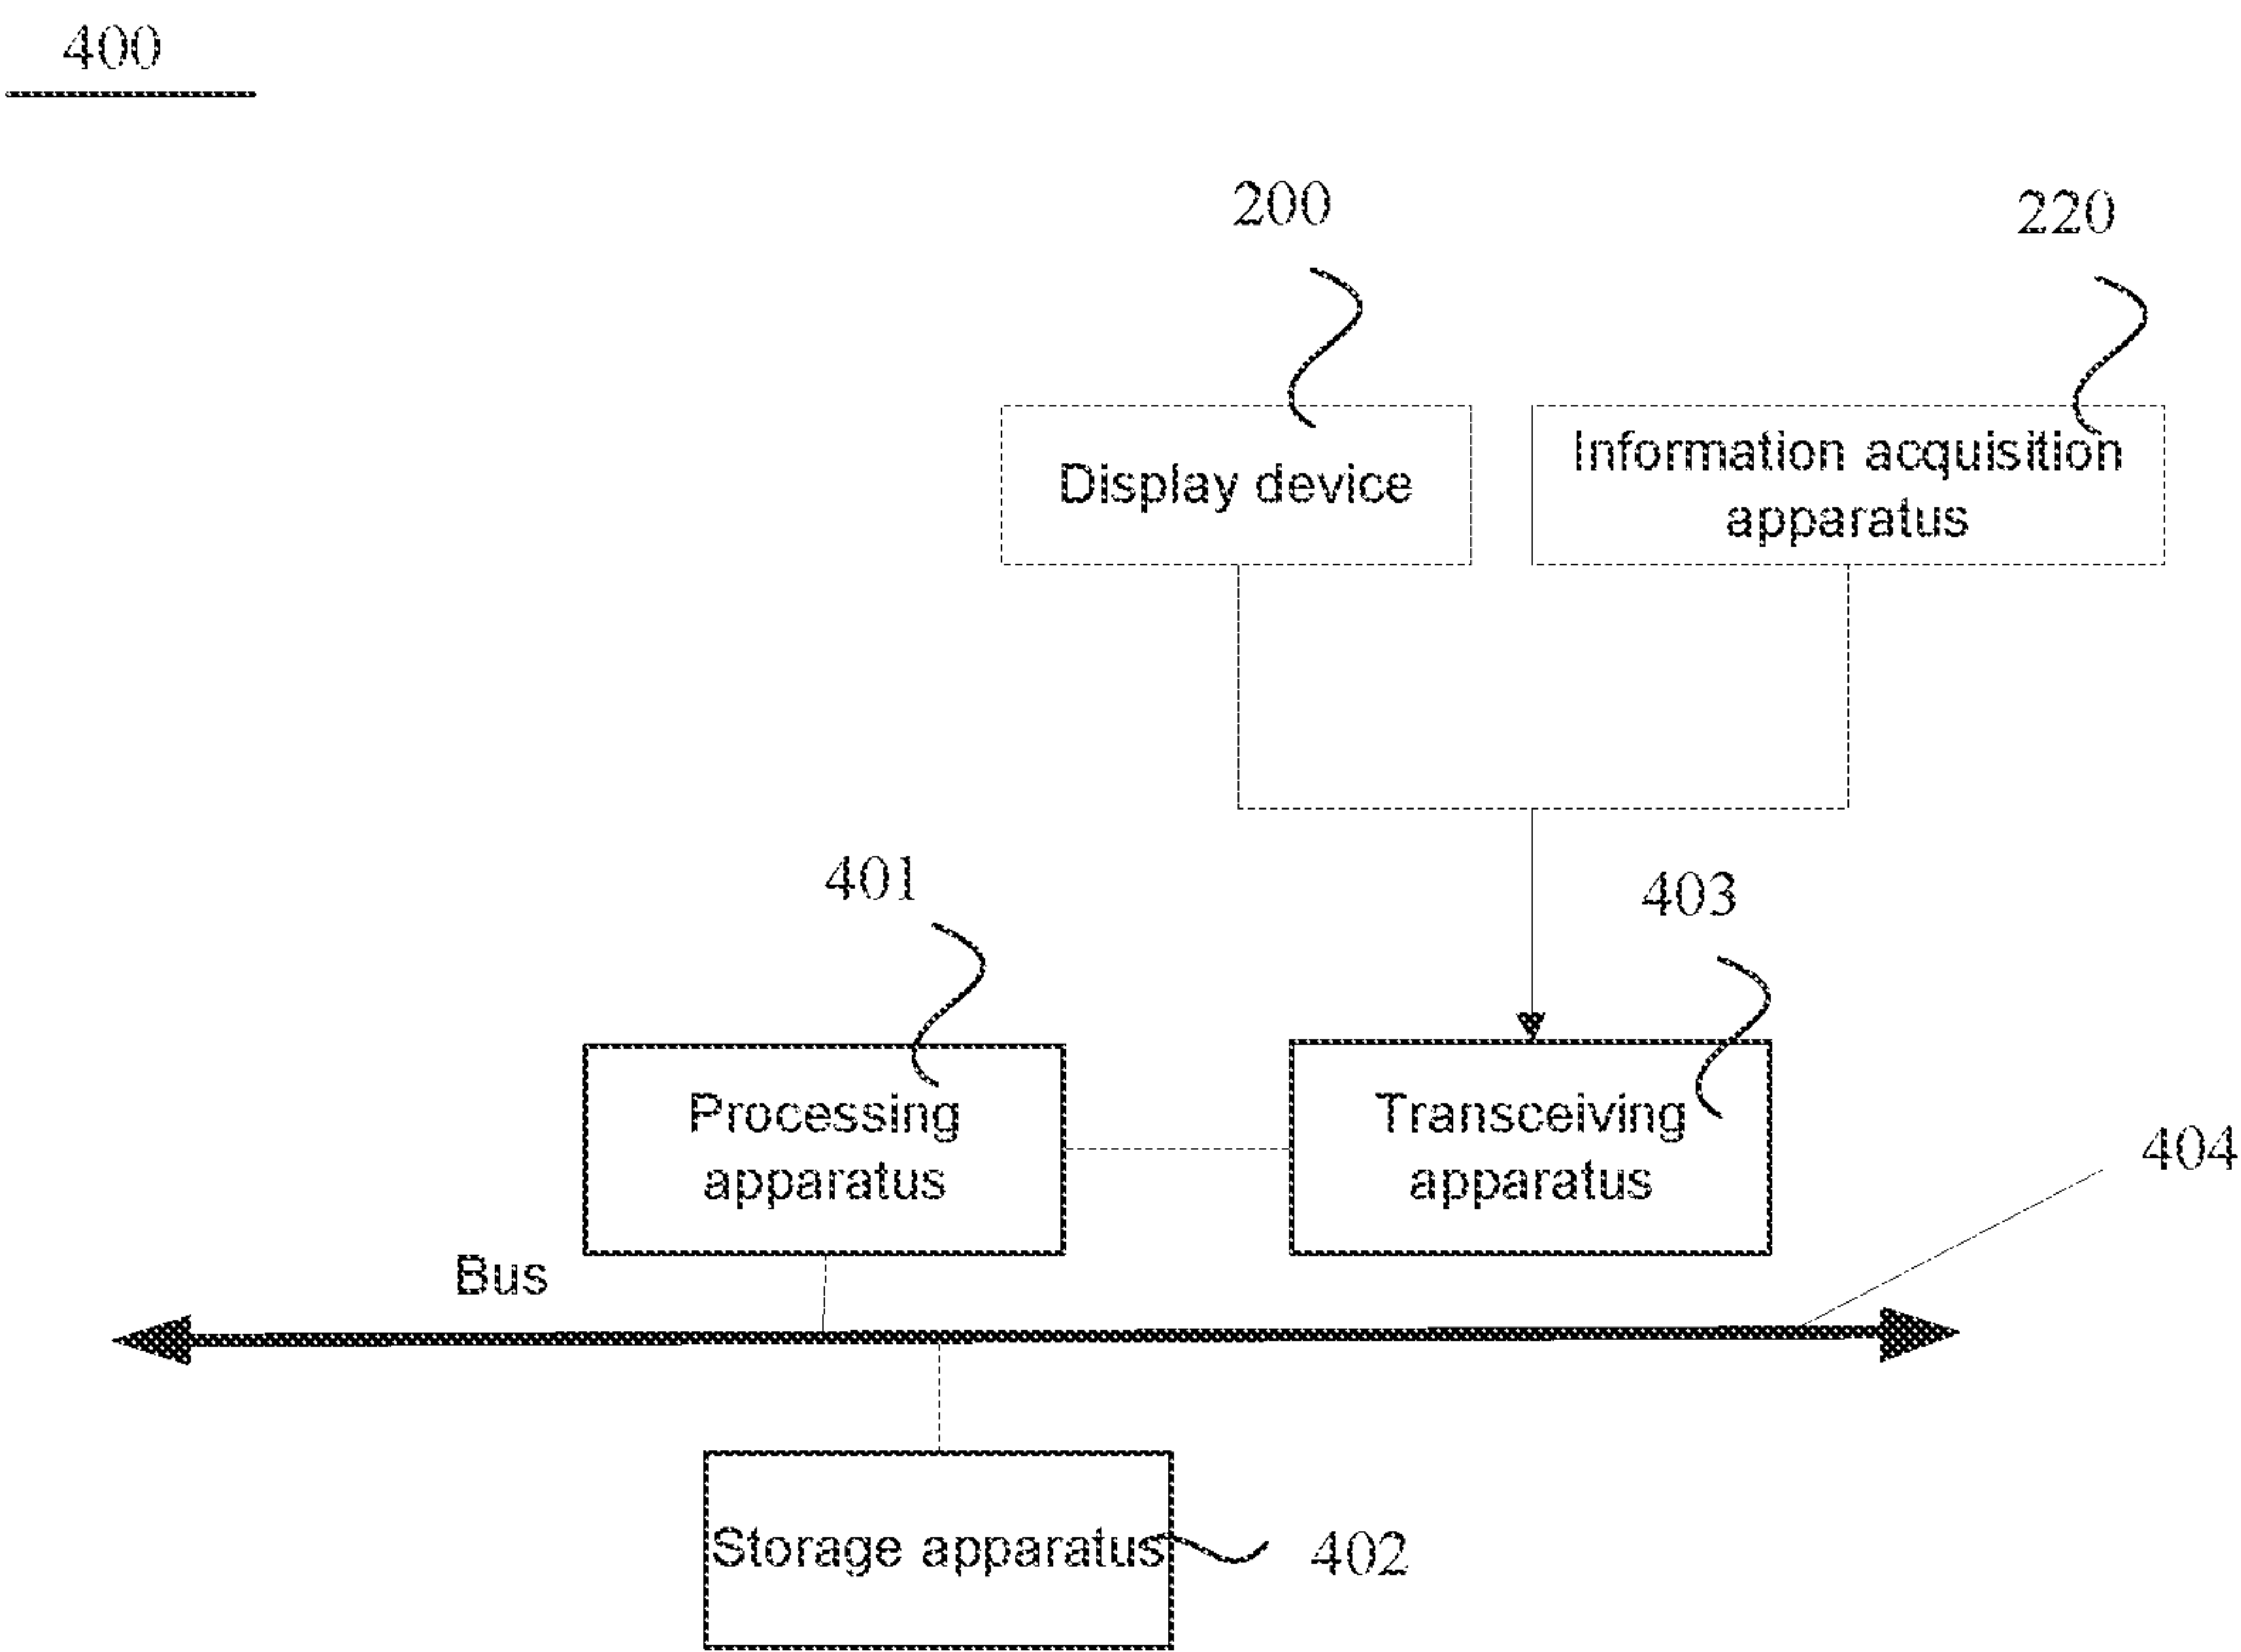 400
200
220
Display device
Information acquisition
apparatus
401
403
Processing
apparatus
Transceiving
apparatus
404
Bus
Storage apparatus
402